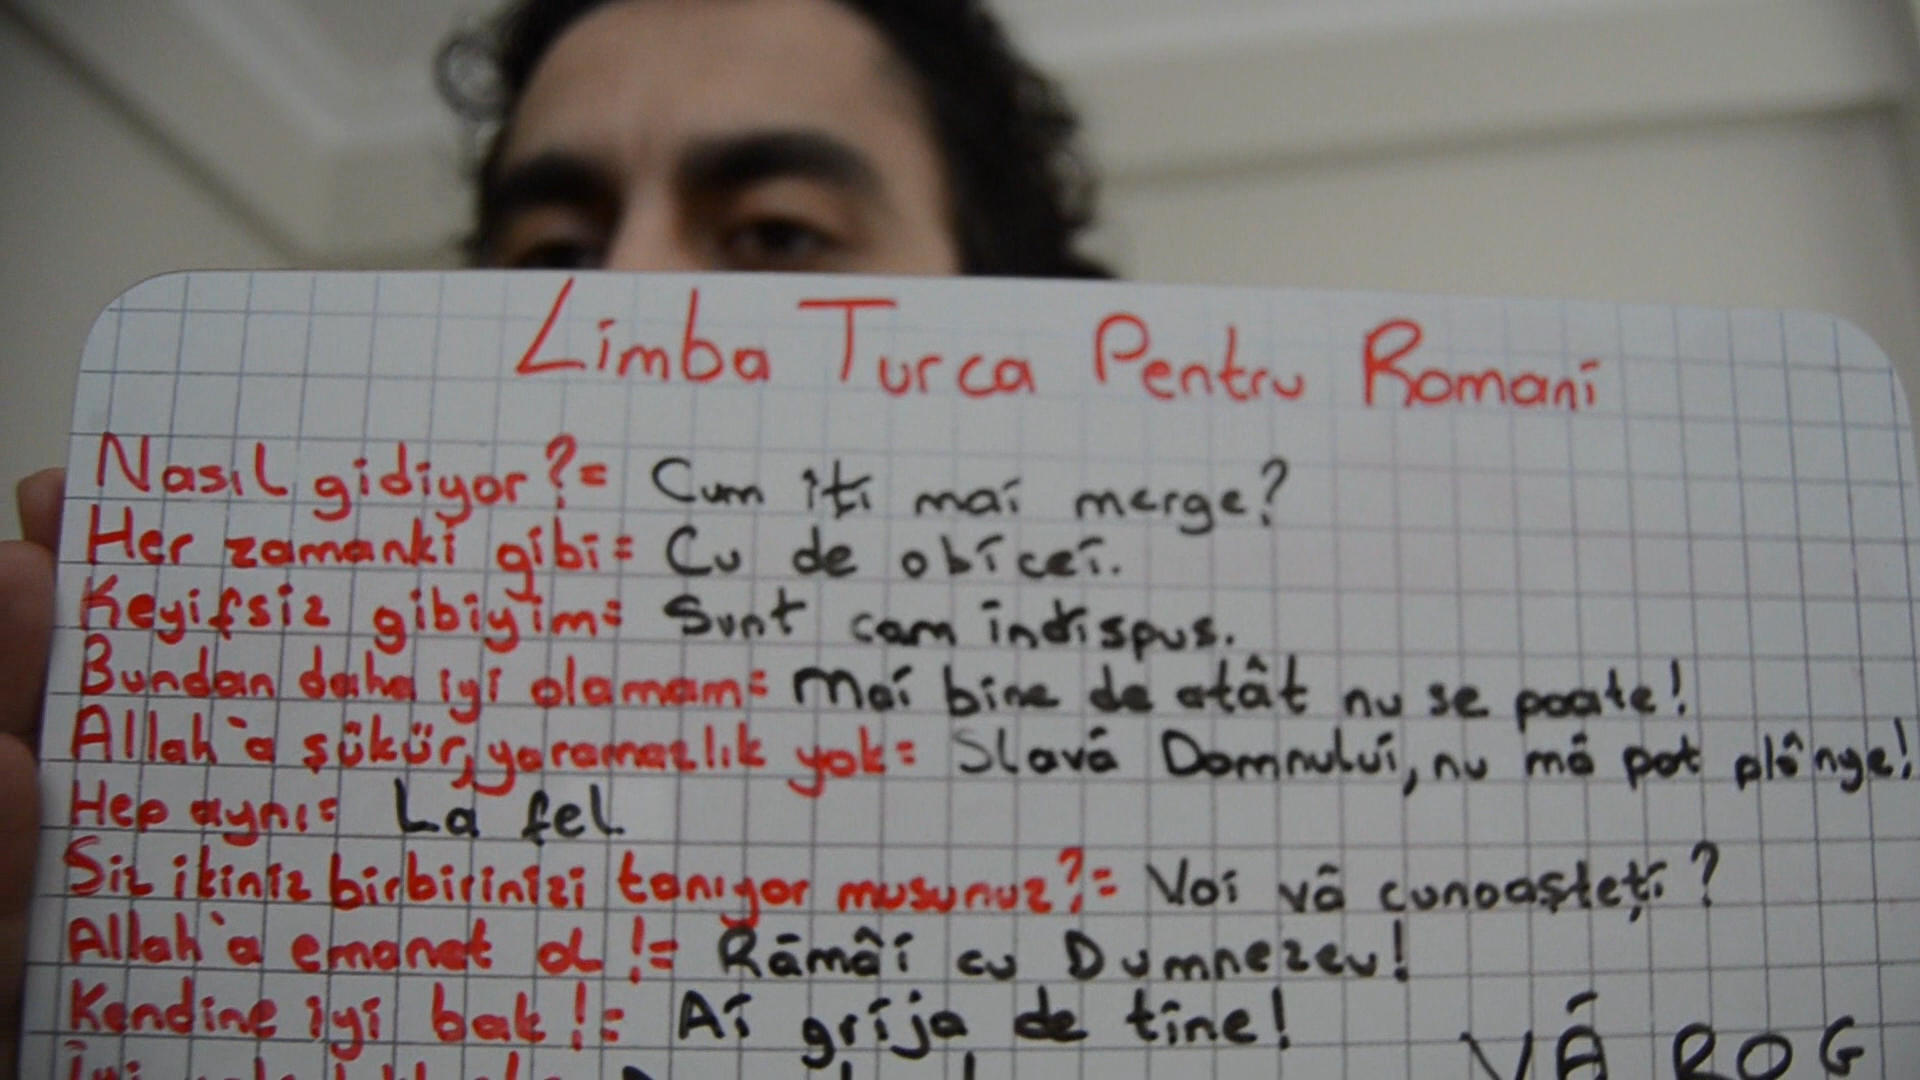 Limba Turca Pentru Romani
Nasıl gidiyor?= Cum îţi mai merge?
Her zamanki gibi= Cu de obicei.
Keyifsiz gibiyim= Sunt cam indispus.
Bundan daha iyi olamam= Mai bine de atât nu se poate!
Allah'a şükür, yaramazlık yok= Slavă Domnului, nu mă pot plânge!
Hep aynı= La fel
Siz ikiniz birbirinizi tanıyor musunuz?= Voi vă cunoaşteţi?
Allah'a emanet ol!= Rămâi cu Dumnezeu!
Kendine iyi bak!= Ai grija de tine!
VĂ ROG
İyi